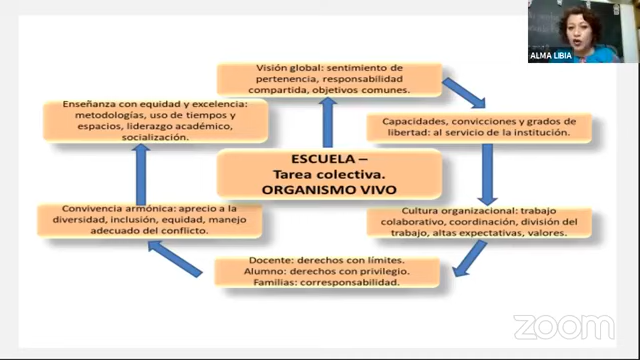 ALMA LIBIA
Visión global: sentimiento de
pertenencia, responsabilidad
compartida, objetivos comunes.
Enseñanza con equidad y excelencia:
metodologías, uso de tiempos y
espacios, liderazgo académico,
socialización.
Capacidades, convicciones y grados de
libertad: al servicio de la institución.
ESCUELA –
Tarea colectiva.
ORGANISMO VIVO
Convivencia armónica: aprecio a la
diversidad, inclusión, equidad, manejo
adecuado del conflicto.
Cultura organizacional: trabajo
colaborativo, coordinación, división del
trabajo, altas expectativas, valores.
Docente: derechos con límites.
Alumno: derechos con privilegio.
Familias: corresponsabilidad.
zoom